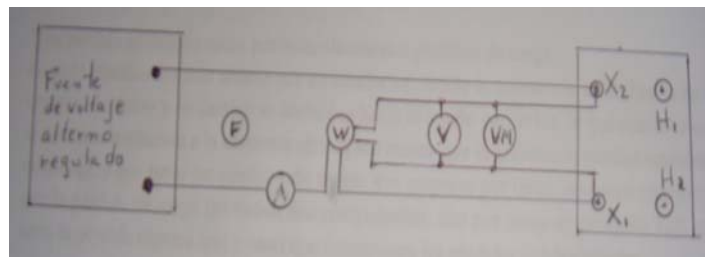 Fuente
de voltaje
alterno
regulado
F
A
W
V
VM
X2
H1
H2
X1